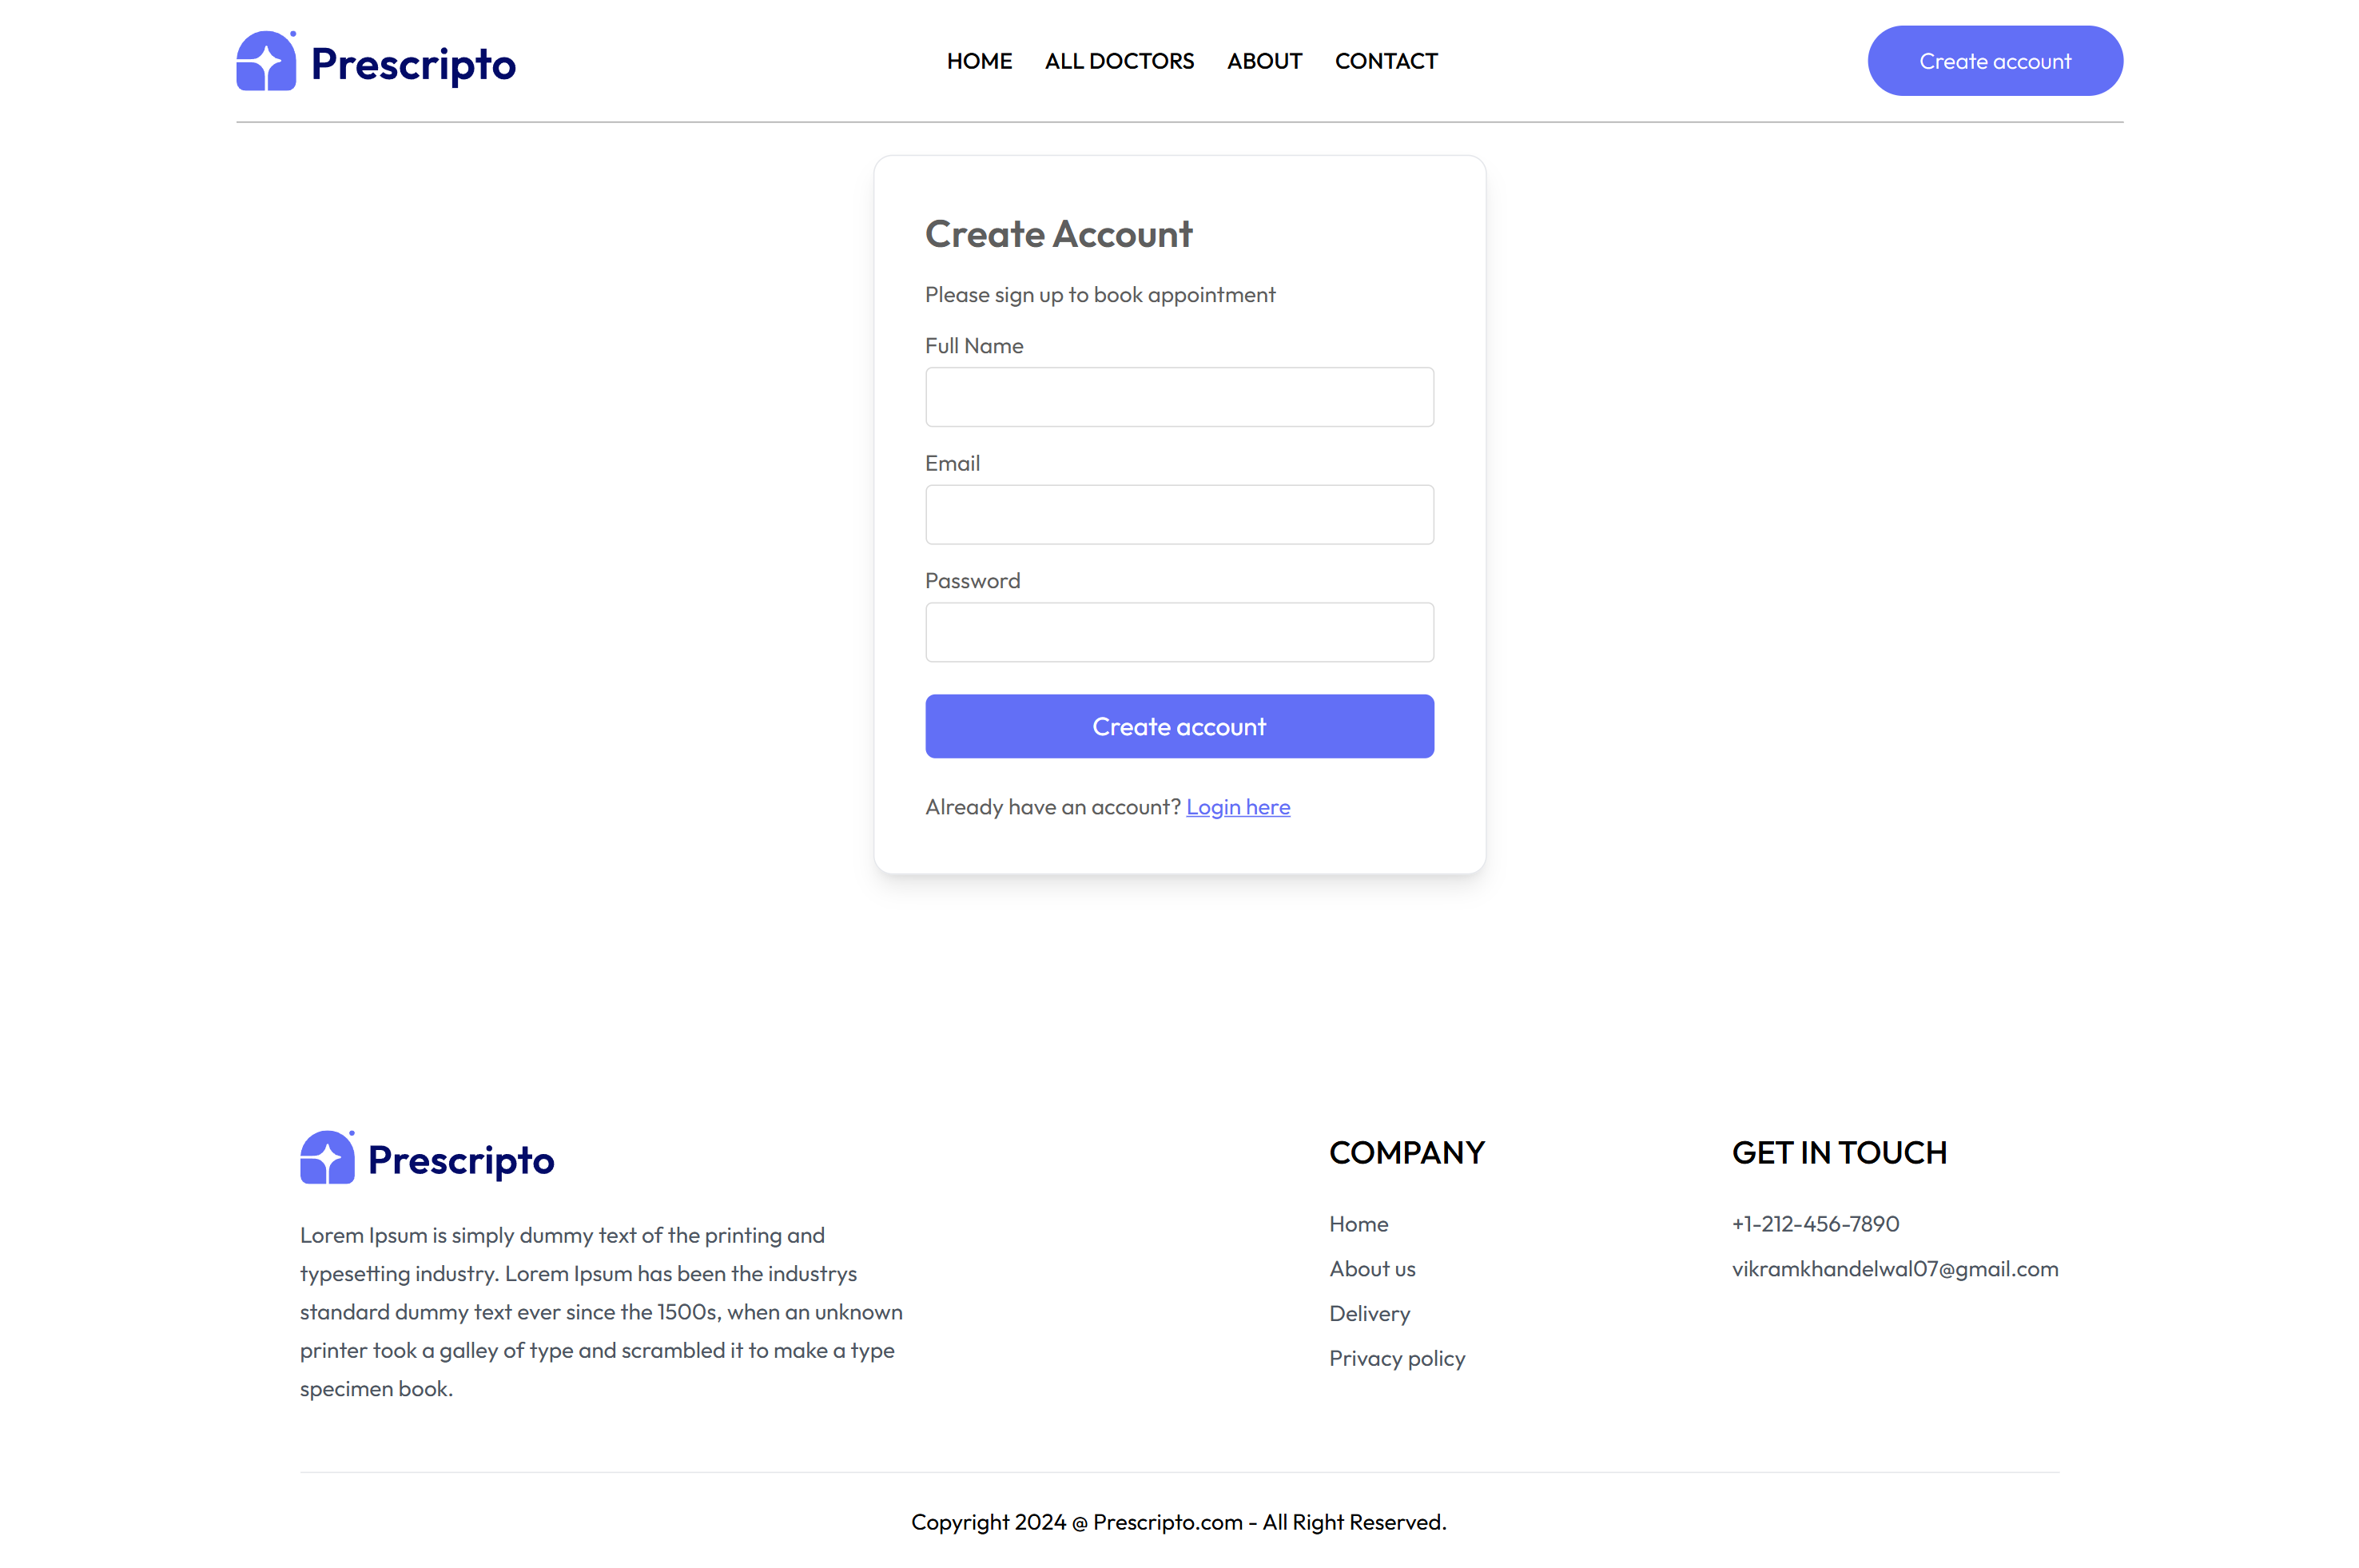 Prescripto
HOME ALL DOCTORS ABOUT CONTACT
Create account
Create Account
Please sign up to book appointment
Full Name
Email
Password
Create account
Already have an account? Login here
Prescripto
Lorem Ipsum is simply dummy text of the printing and
typesetting industry. Lorem Ipsum has been the industrys
standard dummy text ever since the 1500s, when an unknown
printer took a galley of type and scrambled it to make a type
specimen book.
COMPANY
Home
About us
Delivery
Privacy policy
GET IN TOUCH
+1-212-456-7890
vikramkhandelwal07@gmail.com
Copyright 2024 @ Prescripto.com - All Right Reserved.